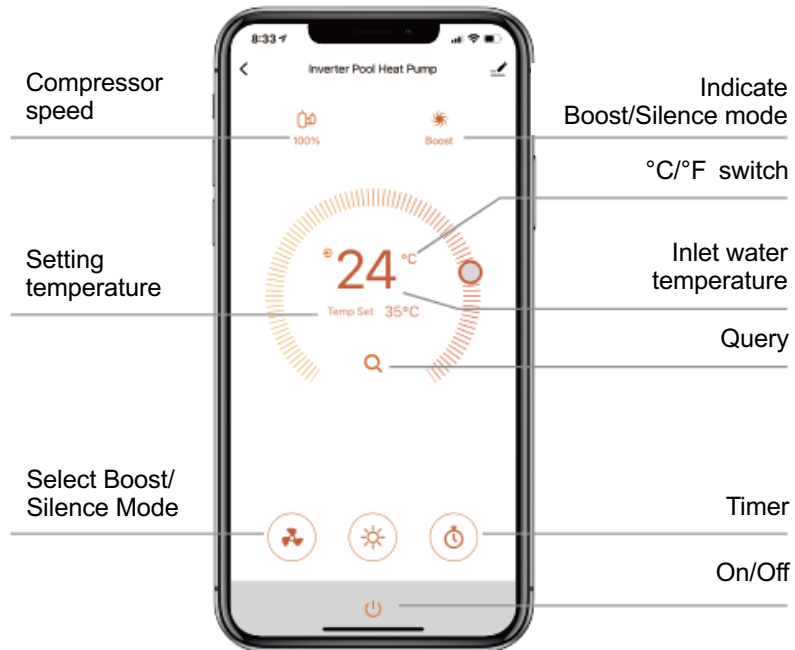 8:33
Inverter Pool Heat Pump
Compressor
speed
Indicate
Boost/Silence mode
100%
Boost
°C/°F switch
24 °C
Setting
temperature
Inlet water
temperature
Temp Set 35°C
Query
Select Boost/
Silence Mode
Timer
On/Off